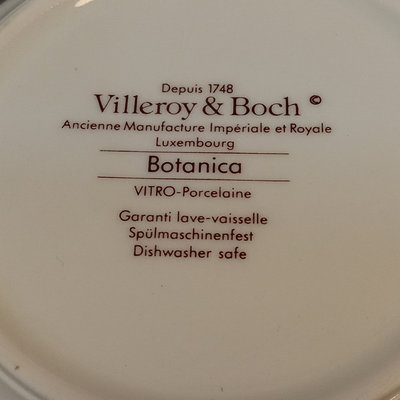 Depuis 1748
Villeroy & Boch ©
Ancienne Manufacture Impériale et Royale
Luxembourg
Botanica
VITRO-Porcelaine
Garanti lave-vaisselle
Spülmaschinenfest
Dishwasher safe